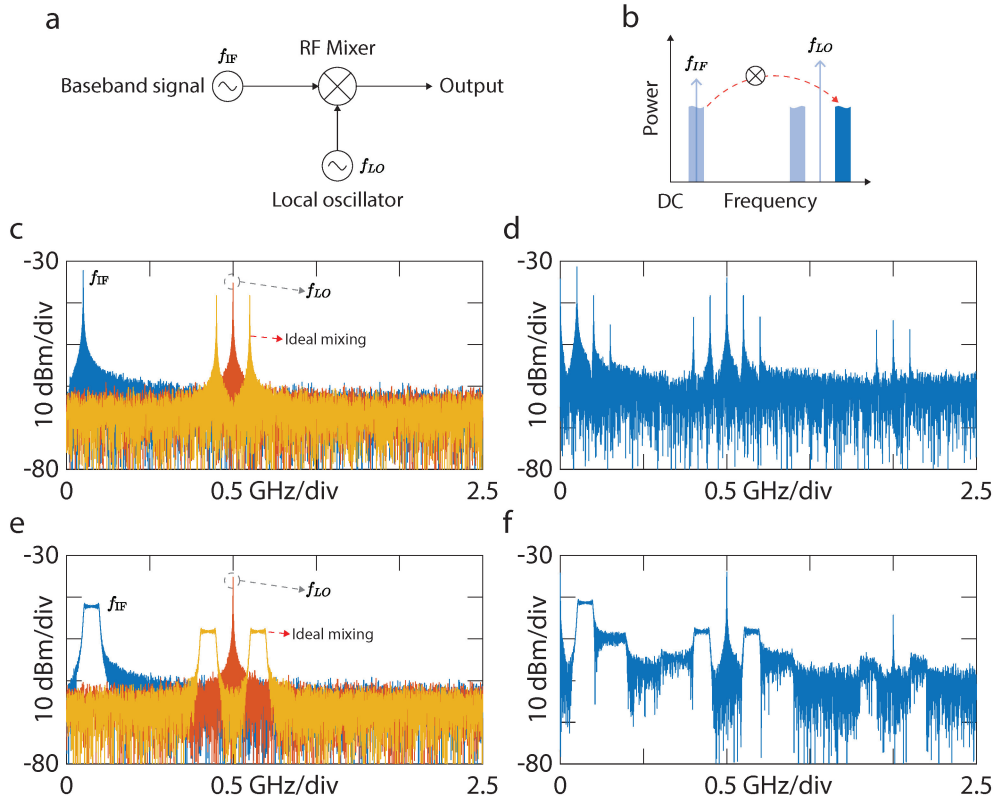 a
f_IF
RF Mixer
Baseband signal
Output
f_LO
Local oscillator
b
f_LO
f_IF
Power
DC
Frequency
c
-30
f_IF
f_LO
Ideal mixing
10 dBm/div
-80
0
0.5 GHz/div
2.5
d
-30
10 dBm/div
-80
0
0.5 GHz/div
2.5
e
-30
f_IF
f_LO
Ideal mixing
10 dBm/div
-80
0
0.5 GHz/div
2.5
f
-30
10 dBm/div
-80
0
0.5 GHz/div
2.5